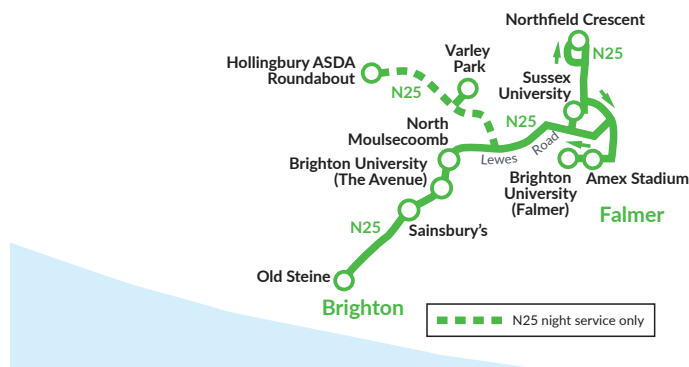 Northfield Crescent
N25
Hollingbury ASDA
Roundabout
Varley
Park
N25
Sussex
University
N25
North
Moulsecoomb
Lewes
Road
Brighton University
(The Avenue)
Brighton
University
(Falmer)
Amex Stadium
Falmer
N25
Sainsbury's
Old Steine
Brighton
N25 night service only